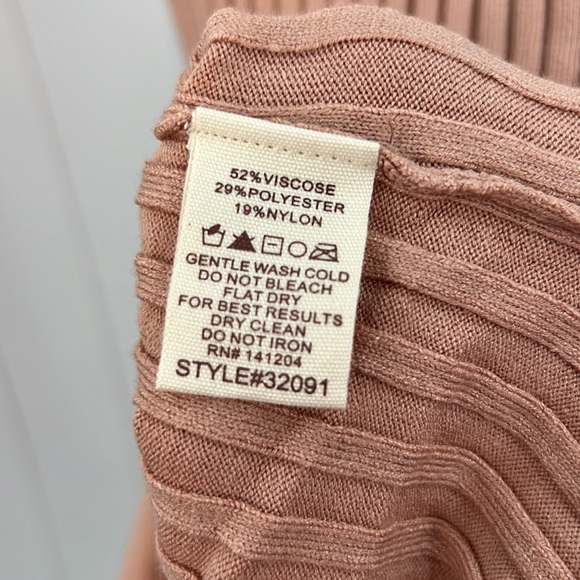 52%VISCOSE
29%POLYESTER
19%NYLON
GENTLE WASH COLD
DO NOT BLEACH
FLAT DRY
FOR BEST RESULTS
DRY CLEAN
DO NOT IRON
RN# 141204
STYLE#32091